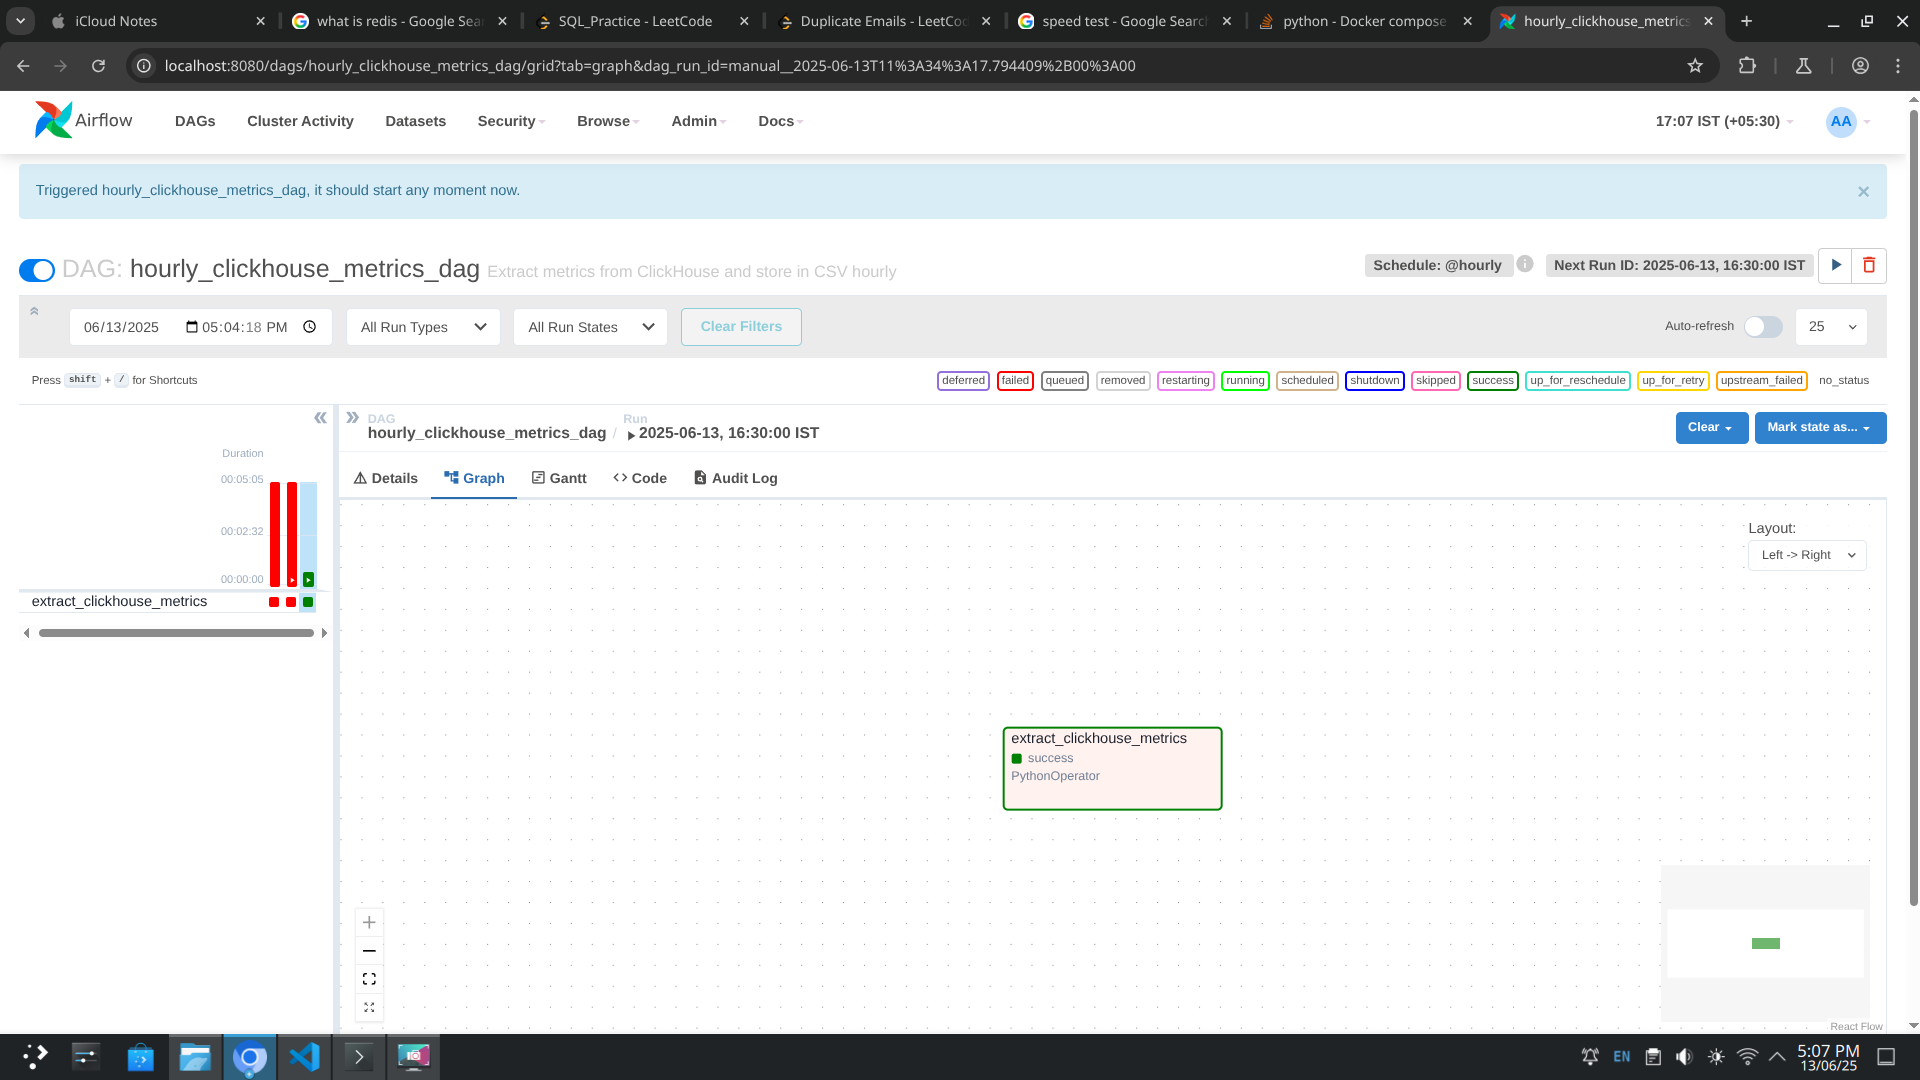 iCloud Notes
what is redis - Google Sea
SQL_Practice - LeetCode
Duplicate Emails - LeetCo
speed test - Google Search
python - Docker compose
hourly_clickhouse_metrics
localhost:8080/dags/hourly_clickhouse_metrics_dag/grid?tab=graph&dag_run_id=manual__2025-06-13T11%3A34%3A17.794409%2B00%3A00
Airflow DAGs Cluster Activity Datasets Security Browse Admin Docs 17:07 IST (+05:30) AA
Triggered hourly_clickhouse_metrics_dag, it should start any moment now.
DAG: hourly_clickhouse_metrics_dag Extract metrics from ClickHouse and store in CSV hourly
Schedule: @hourly
Next Run ID: 2025-06-13, 16:30:00 IST
06/13/2025 05:04:18 PM
All Run Types
All Run States
Clear Filters
Auto-refresh
25
Press shift + / for Shortcuts
deferred failed queued removed restarting running scheduled shutdown skipped success up_for_reschedule up_for_retry upstream_failed no_status
Duration
00:05:05
00:02:32
00:00:00
extract_clickhouse_metrics
DAG
hourly_clickhouse_metrics_dag
/
Run
2025-06-13, 16:30:00 IST
Clear
Mark state as...
Details Graph Gantt Code Audit Log
Layout:
Left -> Right
extract_clickhouse_metrics
success
PythonOperator
React Flow
EN
5:07 PM
13/06/25